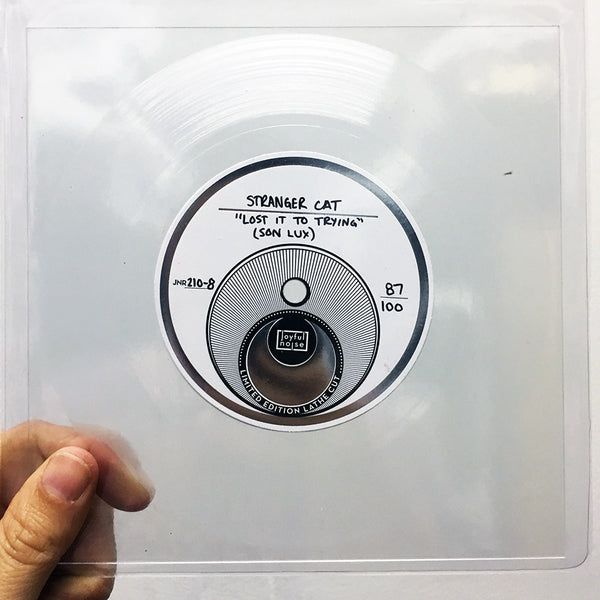 STRANGER CAT
"LOST IT TO TRYING"
(SON LUX)
JNR210-8
87
100
joyful
noise
LIMITED EDITION LATHE CUT